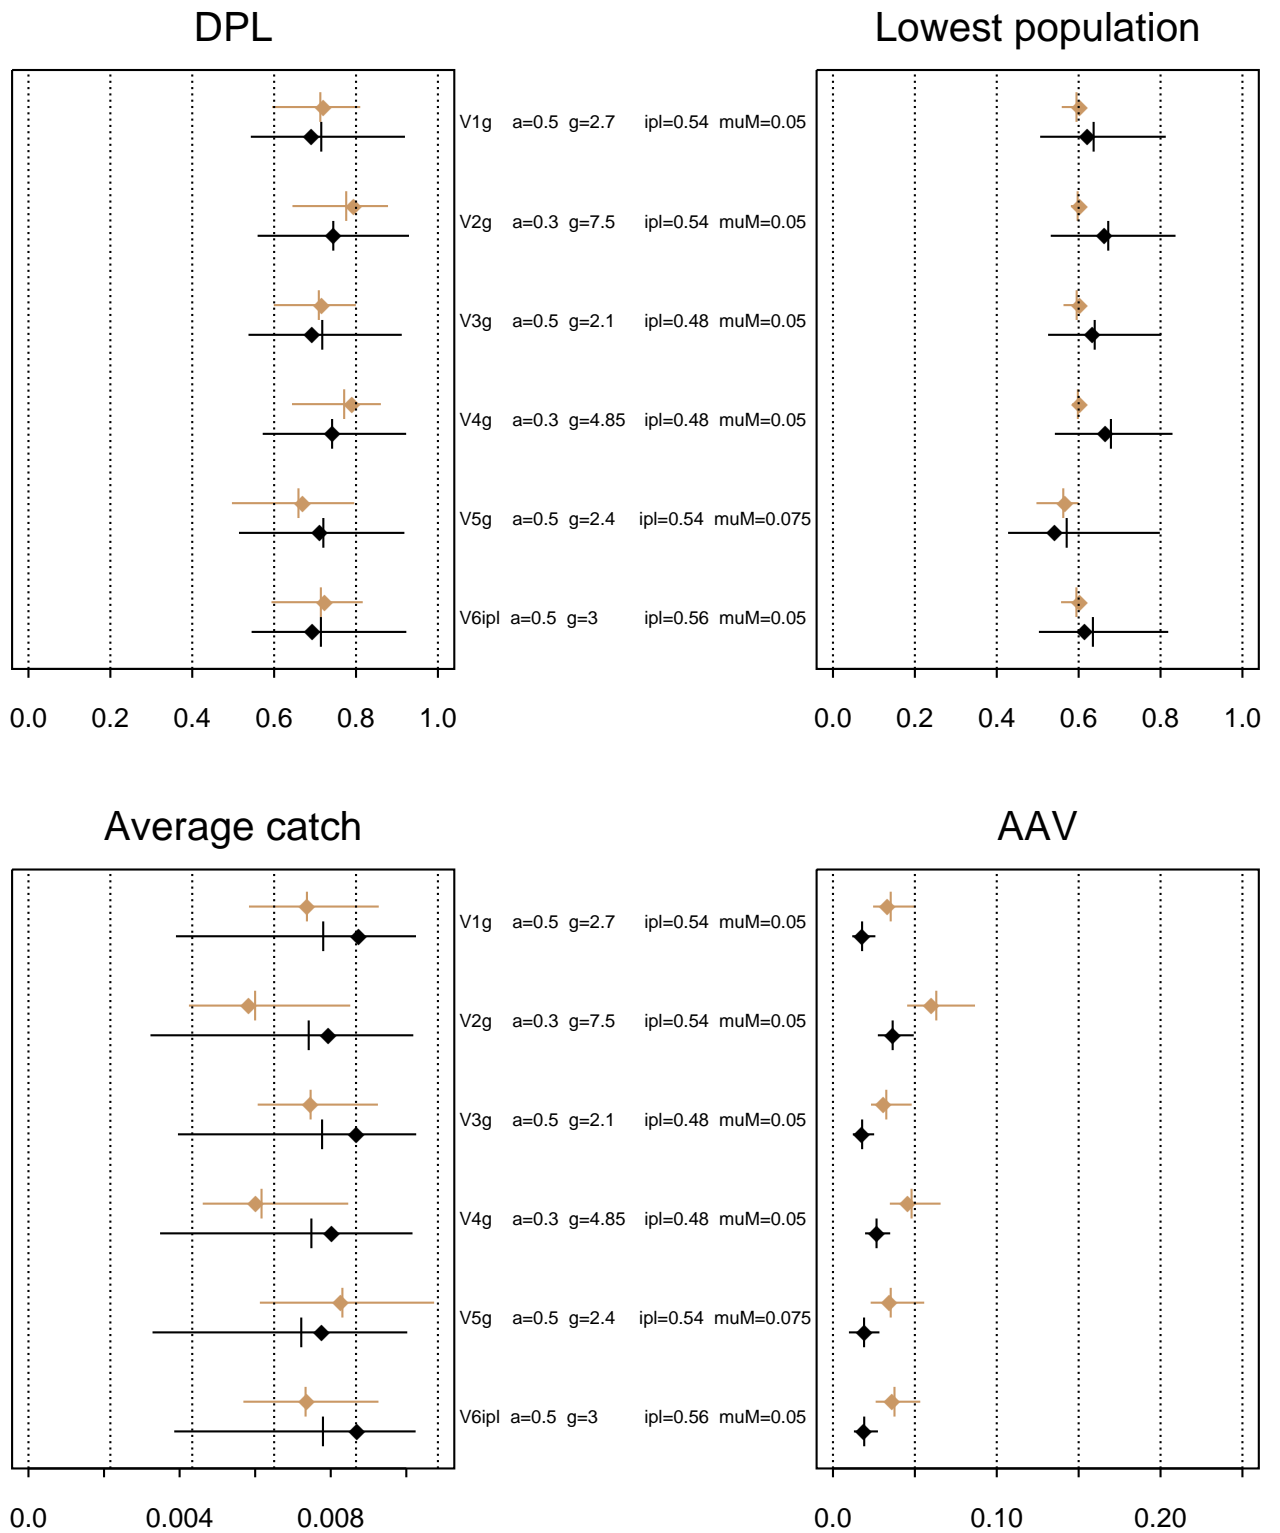 DPL
Lowest population
V1g a=0.5 g=2.7 ipl=0.54 muM=0.05
V2g a=0.3 g=7.5 ipl=0.54 muM=0.05
V3g a=0.5 g=2.1 ipl=0.48 muM=0.05
V4g a=0.3 g=4.85 ipl=0.48 muM=0.05
V5g a=0.5 g=2.4 ipl=0.54 muM=0.075
V6ipl a=0.5 g=3 ipl=0.56 muM=0.05
0.0 0.2 0.4 0.6 0.8 1.0
0.0 0.2 0.4 0.6 0.8 1.0
Average catch
AAV
V1g a=0.5 g=2.7 ipl=0.54 muM=0.05
V2g a=0.3 g=7.5 ipl=0.54 muM=0.05
V3g a=0.5 g=2.1 ipl=0.48 muM=0.05
V4g a=0.3 g=4.85 ipl=0.48 muM=0.05
V5g a=0.5 g=2.4 ipl=0.54 muM=0.075
V6ipl a=0.5 g=3 ipl=0.56 muM=0.05
0.0 0.004 0.008
0.0 0.10 0.20